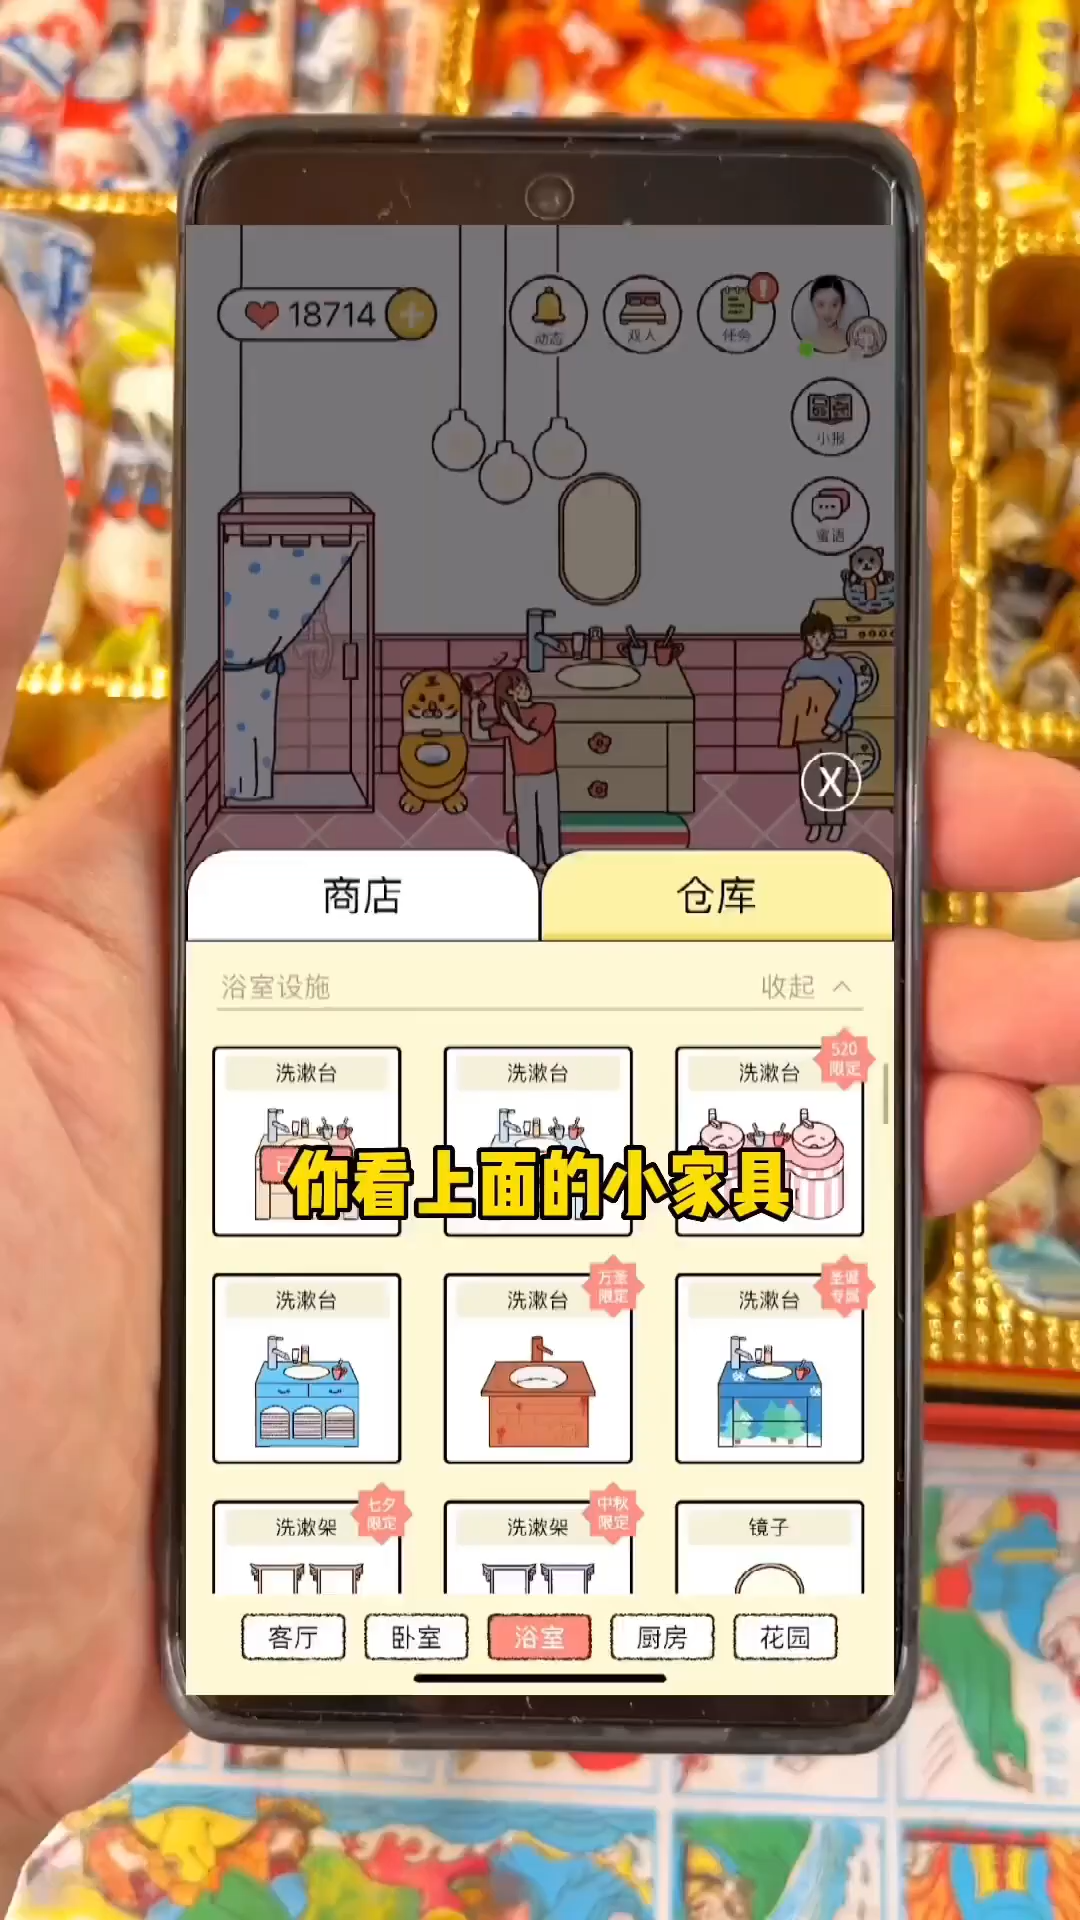 18714
动态
双人
任务
小报
蜜语
X
商店
仓库
浴室设施
收起
洗漱台
洗漱台
洗漱台
520
限定
你看上面的小家具
洗漱台
洗漱台
万圣
限定
洗漱台
圣诞
专属
洗漱架
七夕
限定
洗漱架
中秋
限定
镜子
客厅
卧室
浴室
厨房
花园